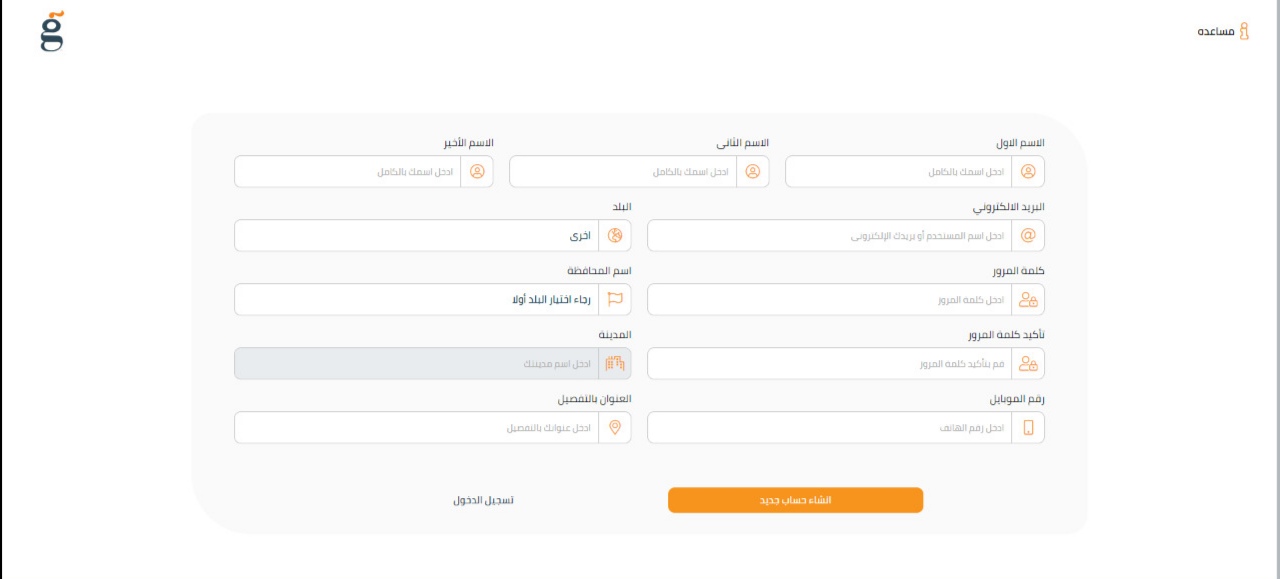 مساعده
g
الاسم الاول
الاسم الثانى
الاسم الأخير
ادخل اسمك بالكامل
ادخل اسمك بالكامل
ادخل اسمك بالكامل
البريد الالكتروني
البلد
ادخل اسم المستخدم أو بريدك الإلكترونى
اخرى
كلمة المرور
اسم المحافظة
ادخل كلمة المرور
رجاء اختيار البلد أولا
تأكيد كلمة المرور
المدينة
قم بتأكيد كلمة المرور
ادخل اسم مدينتك
رقم الموبايل
العنوان بالتفصيل
ادخل رقم الهاتف
ادخل عنوانك بالتفصيل
انشاء حساب جديد
تسجيل الدخول